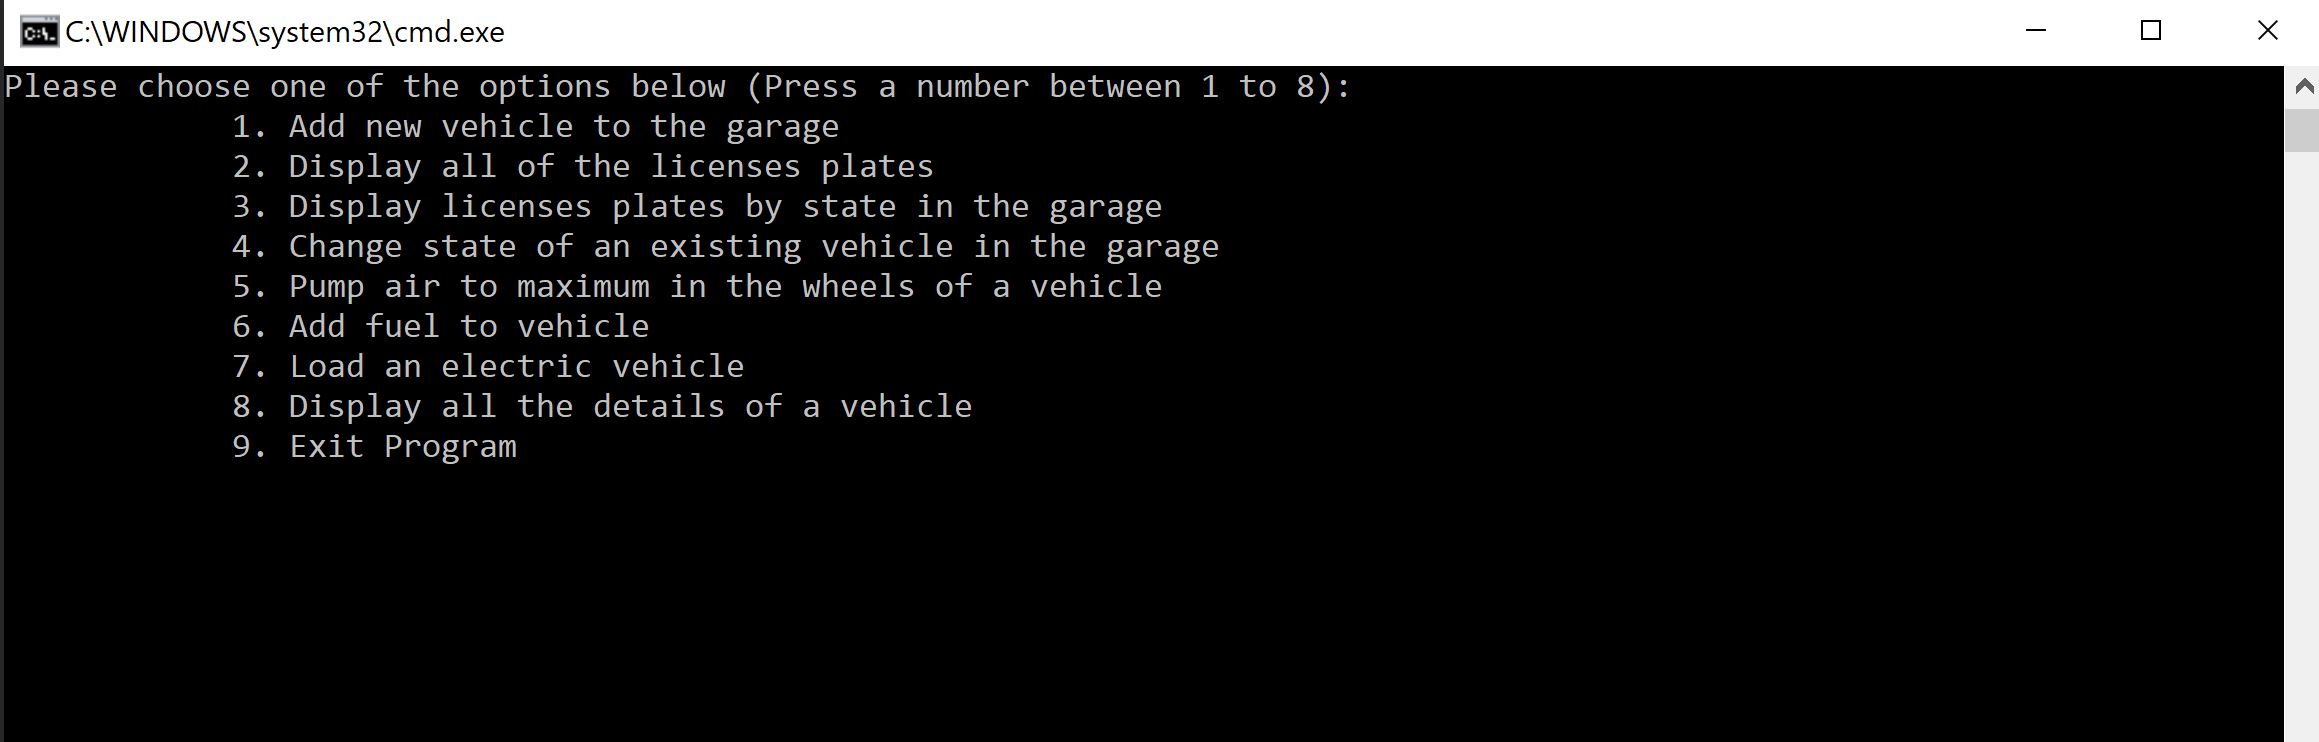 C:\WINDOWS\system32\cmd.exe
Please choose one of the options below (Press a number between 1 to 8):
1. Add new vehicle to the garage
2. Display all of the licenses plates
3. Display licenses plates by state in the garage
4. Change state of an existing vehicle in the garage
5. Pump air to maximum in the wheels of a vehicle
6. Add fuel to vehicle
7. Load an electric vehicle
8. Display all the details of a vehicle
9. Exit Program